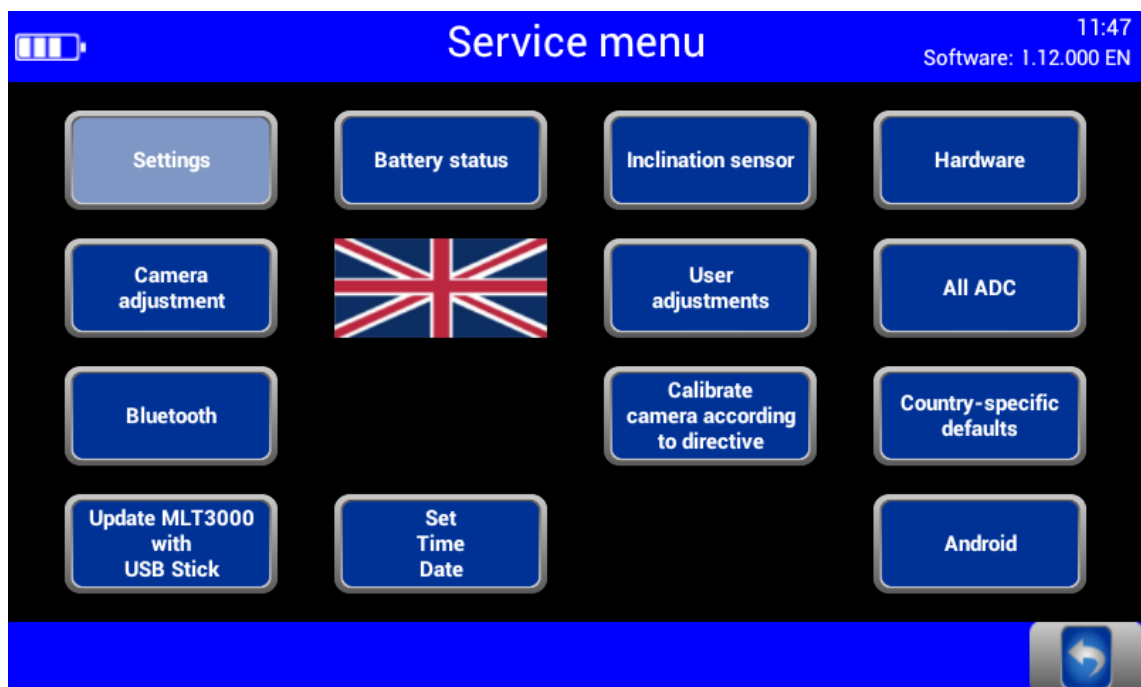 Service menu
11:47
Software: 1.12.000 EN
Settings
Battery status
Inclination sensor
Hardware
Camera
adjustment
User
adjustments
All ADC
Bluetooth
Calibrate
camera according
to directive
Country-specific
defaults
Update MLT3000
with
USB Stick
Set
Time
Date
Android